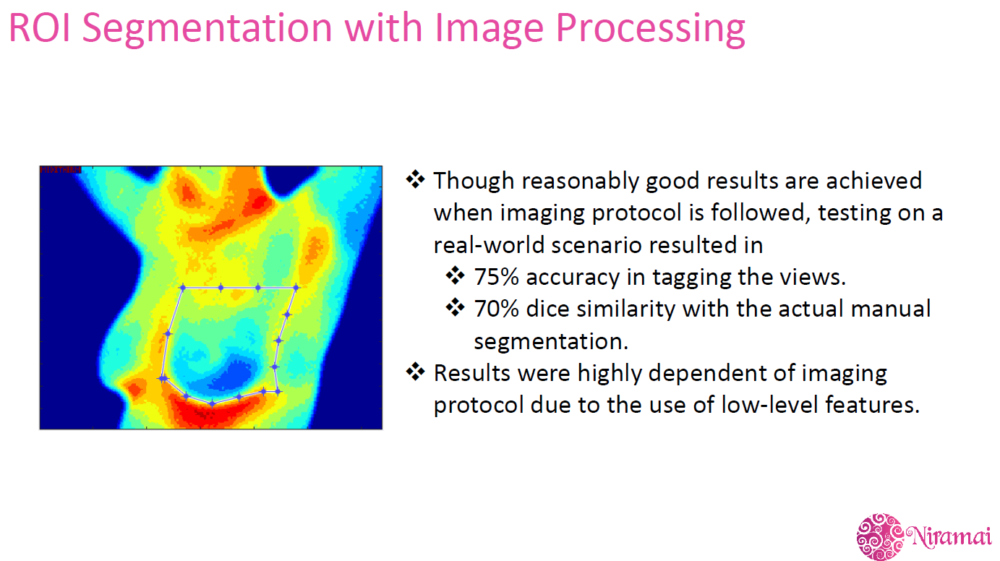 ROI Segmentation with Image Processing
❖ Though reasonably good results are achieved
when imaging protocol is followed, testing on a
real-world scenario resulted in
❖ 75% accuracy in tagging the views.
❖ 70% dice similarity with the actual manual
segmentation.
❖ Results were highly dependent of imaging
protocol due to the use of low-level features.
Niramai